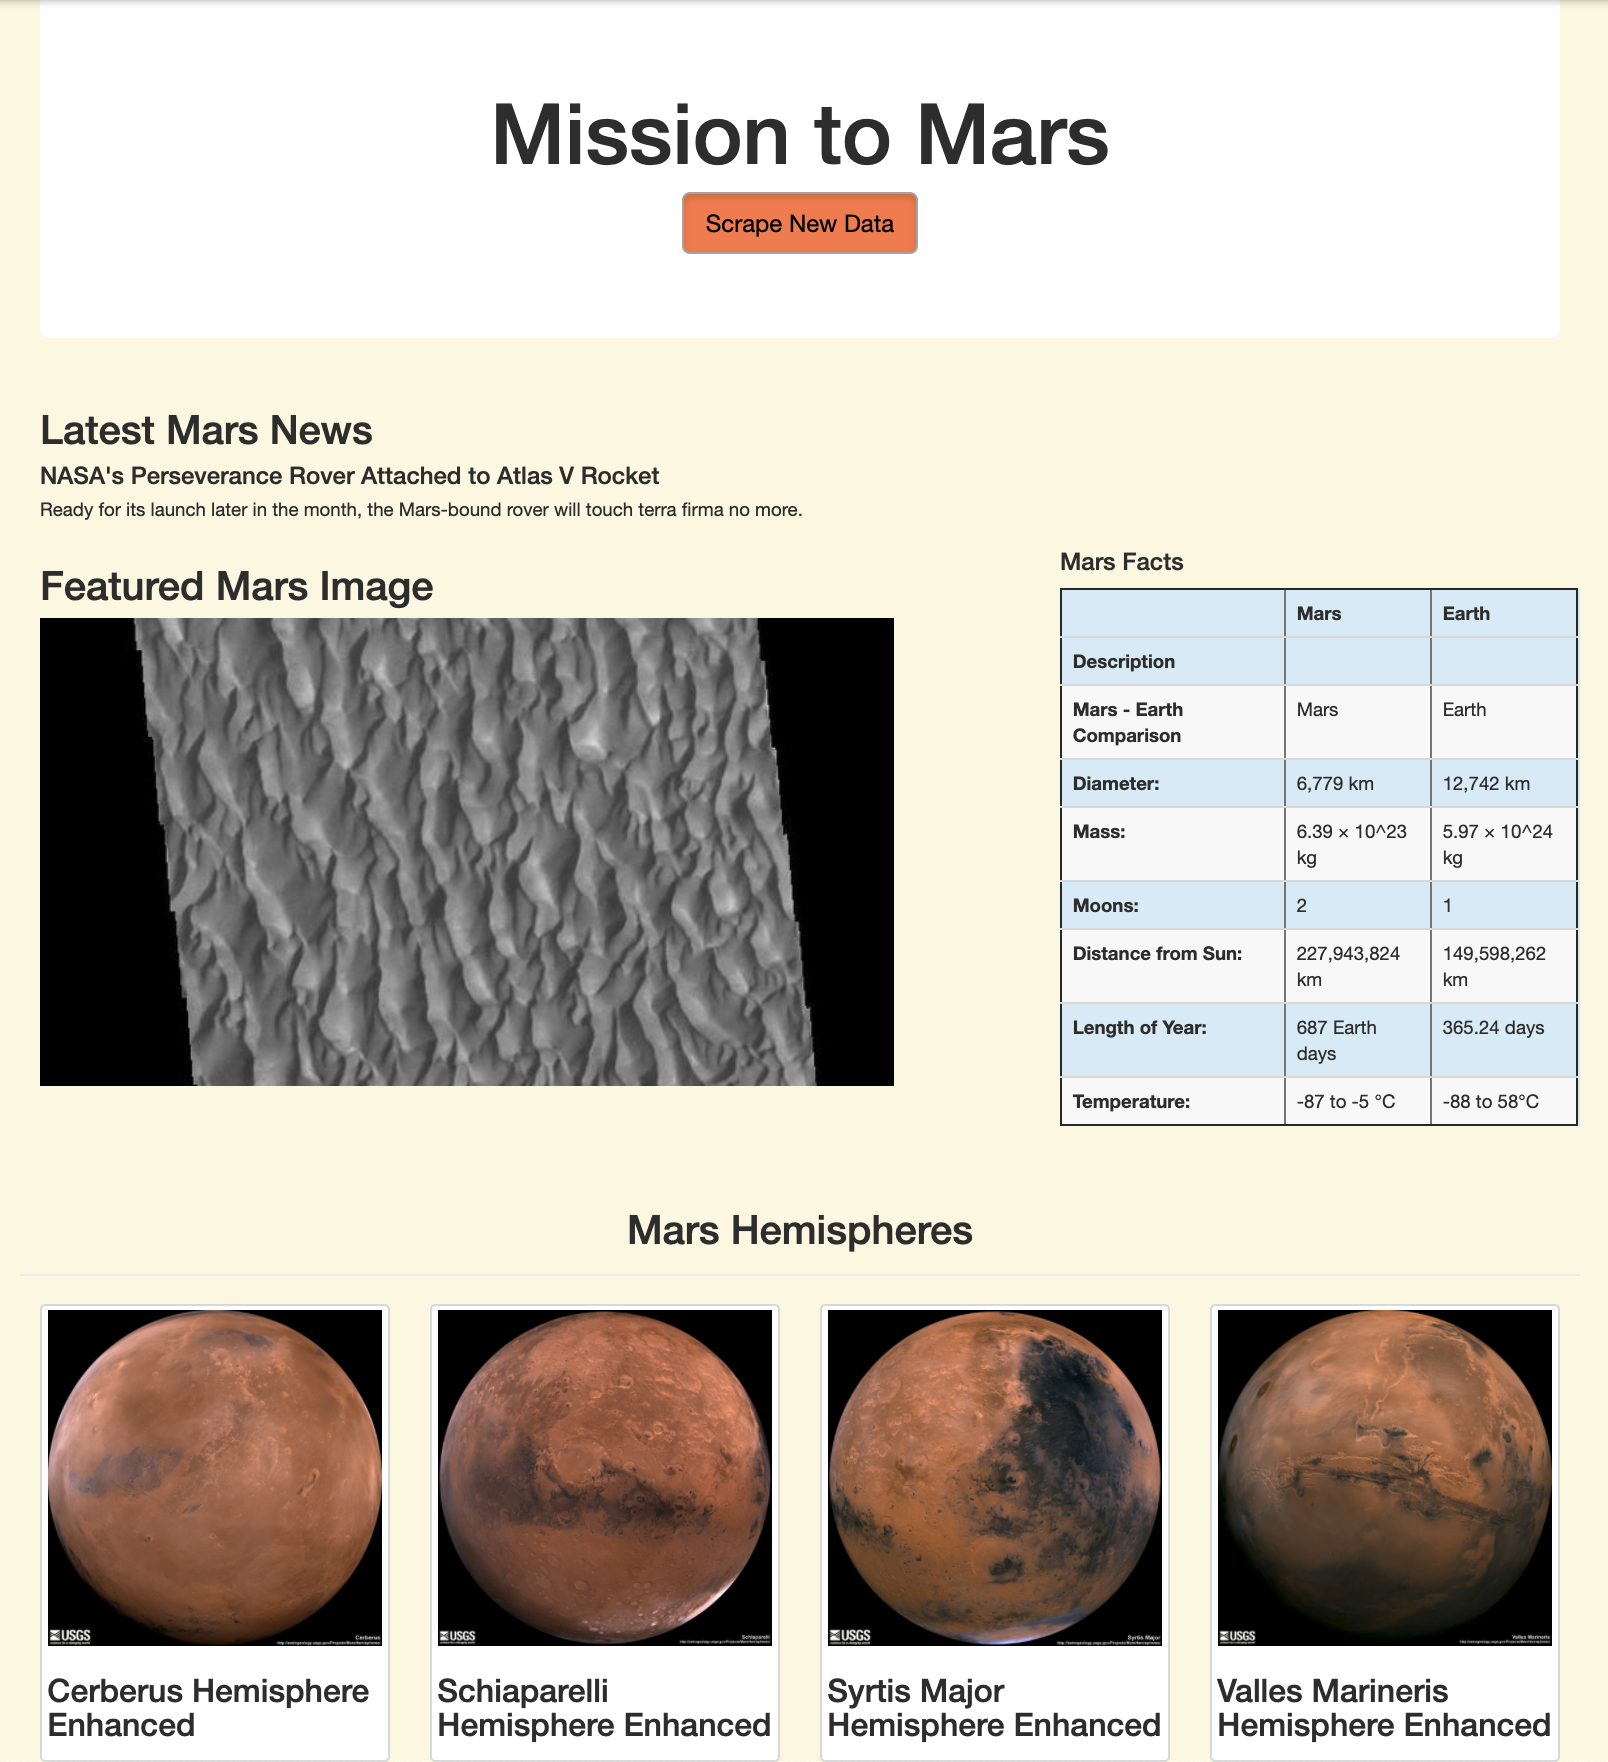 Mission to Mars
Scrape New Data
Latest Mars News
NASA's Perseverance Rover Attached to Atlas V Rocket
Ready for its launch later in the month, the Mars-bound rover will touch terra firma no more.
Featured Mars Image
Mars Facts
Mars Earth
Description
Mars - Earth Comparison Mars Earth
Diameter: 6,779 km 12,742 km
Mass: 6.39 × 10^23 kg 5.97 × 10^24 kg
Moons: 2 1
Distance from Sun: 227,943,824 km 149,598,262 km
Length of Year: 687 Earth days 365.24 days
Temperature: -87 to -5 °C -88 to 58°C
Mars Hemispheres
USGS
Cerberus
USGS
Schiaparelli
USGS
Syrtis Major
USGS
Valles Marineris
Cerberus Hemisphere
Enhanced
Schiaparelli
Hemisphere Enhanced
Syrtis Major
Hemisphere Enhanced
Valles Marineris
Hemisphere Enhanced